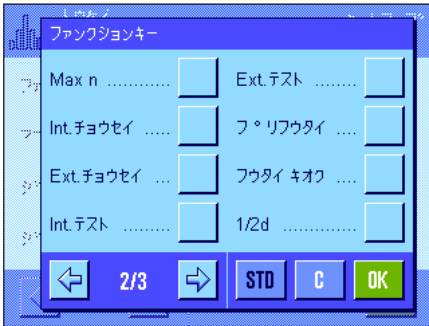 ファンクションキー
Max n ............
Int.チョウセイ .....
Ext.チョウセイ ...
Int.テスト .........
Ext.テスト ........
フ ° リフウタイ ....
フウタイ キオク ....
1/2d ..............
2/3
STD
C
OK